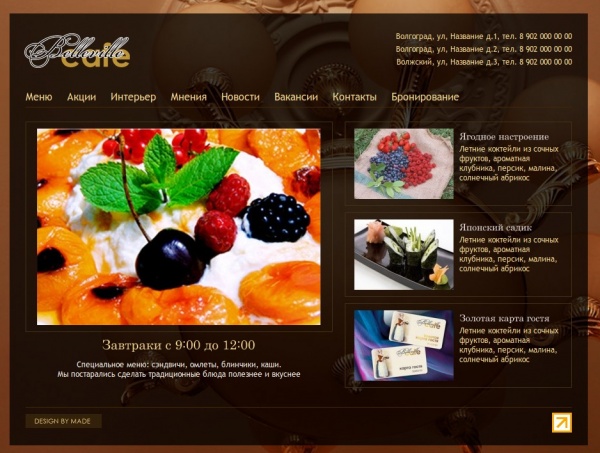 Belleville
cafe
Волгоград, ул, Название д.1, тел. 8 902 000 00 00
Волгоград, ул, Название д.2, тел. 8 902 000 00 00
Волжский, ул, Название д.3, тел. 8 902 000 00 00
Меню Акции Интерьер Мнения Новости Вакансии Контакты Бронирование
Завтраки с 9:00 до 12:00
Специальное меню: сэндвичи, омлеты, блинчики, каши.
Мы постарались сделать традиционные блюда полезнее и вкуснее
Ягодное настроение
Летние коктейли из сочных
фруктов, ароматная
клубника, персик, малина,
солнечный абрикос
Японский садик
Летние коктейли из сочных
фруктов, ароматная
клубника, персик, малина,
солнечный абрикос
Золотая карта гостя
Летние коктейли из сочных
фруктов, ароматная
клубника, персик, малина,
солнечный абрикос
карта гостя
DESIGN BY MADE